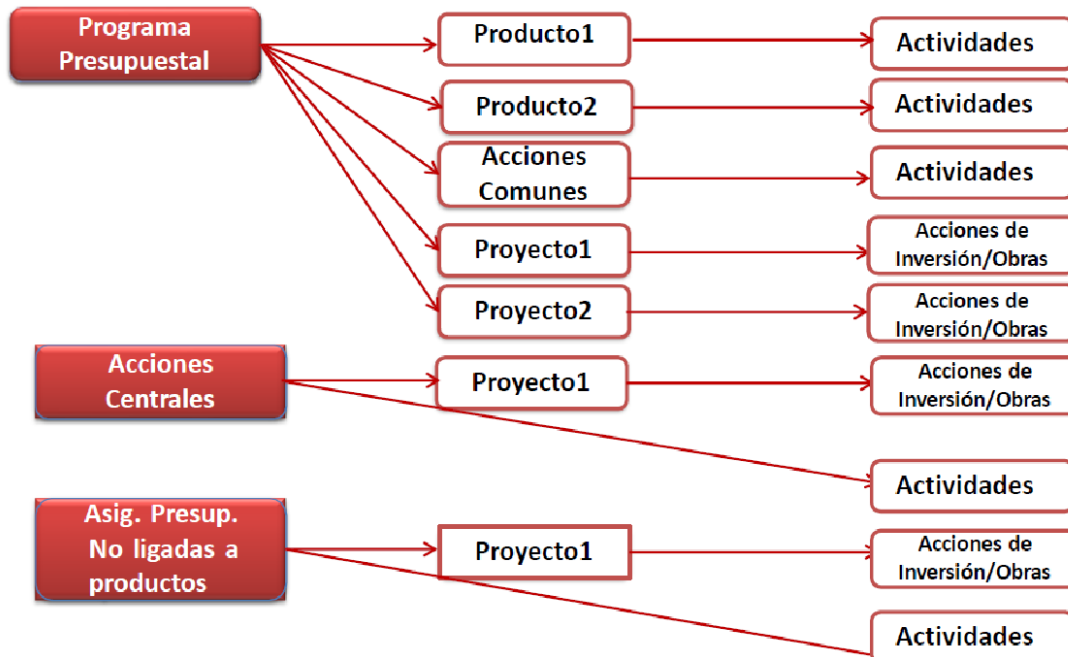 Programa
Presupuestal
Producto1
Actividades
Producto2
Actividades
Acciones
Comunes
Actividades
Proyecto1
Acciones de
Inversión/Obras
Proyecto2
Acciones de
Inversión/Obras
Acciones
Centrales
Proyecto1
Acciones de
Inversión/Obras
Actividades
Asig. Presup.
No ligadas a
productos
Proyecto1
Acciones de
Inversión/Obras
Actividades